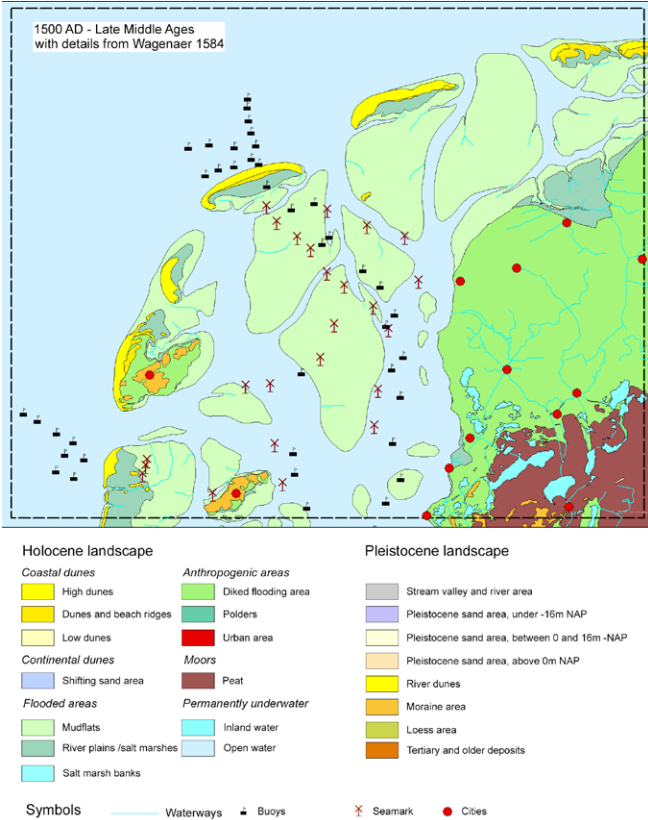 1500 AD - Late Middle Ages
with details from Wagenaer 1584
Holocene landscape
Coastal dunes
High dunes
Dunes and beach ridges
Low dunes
Continental dunes
Shifting sand area
Flooded areas
Mudflats
River plains /salt marshes
Salt marsh banks
Anthropogenic areas
Diked flooding area
Polders
Urban area
Moors
Peat
Permanently underwater
Inland water
Open water
Pleistocene landscape
Stream valley and river area
Pleistocene sand area, under -16m NAP
Pleistocene sand area, between 0 and 16m -NAP
Pleistocene sand area, above 0m NAP
River dunes
Moraine area
Loess area
Tertiary and older deposits
Symbols
Waterways
Buoys
Seamark
Cities